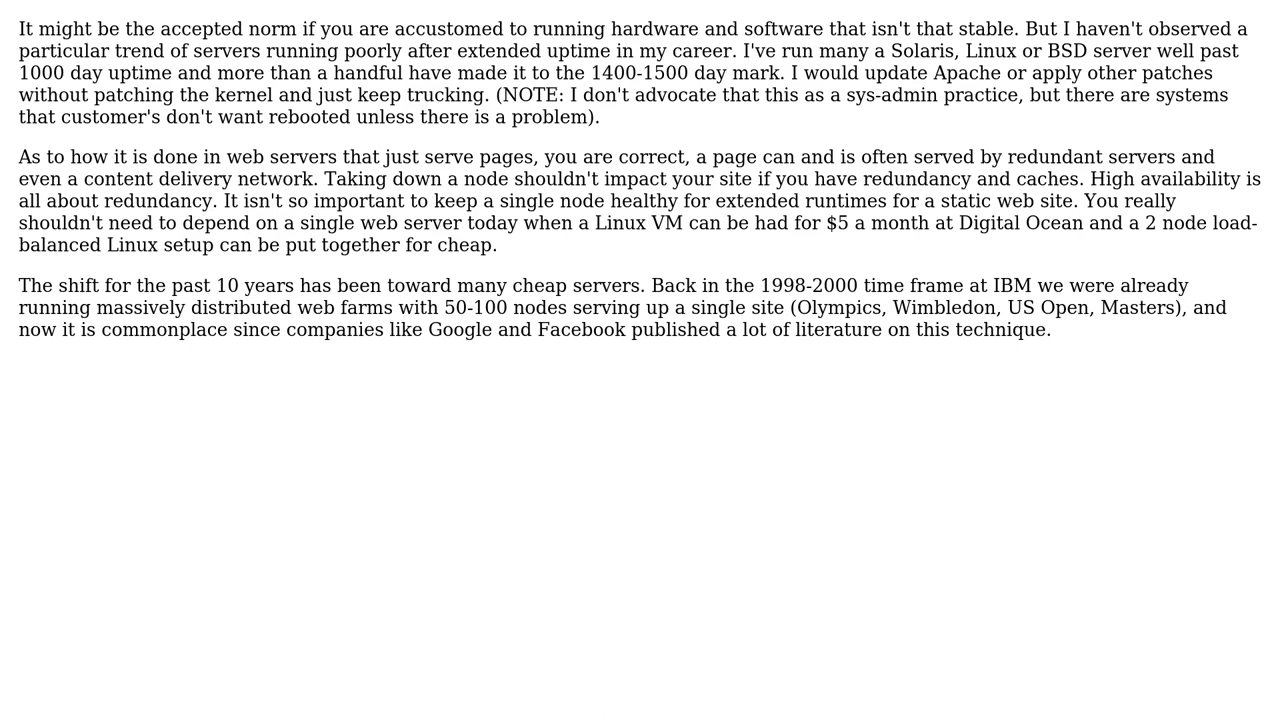 It might be the accepted norm if you are accustomed to running hardware and software that isn't that stable. But I haven't observed a
particular trend of servers running poorly after extended uptime in my career. I've run many a Solaris, Linux or BSD server well past
1000 day uptime and more than a handful have made it to the 1400-1500 day mark. I would update Apache or apply other patches
without patching the kernel and just keep trucking. (NOTE: I don't advocate that this as a sys-admin practice, but there are systems
that customer's don't want rebooted unless there is a problem).
As to how it is done in web servers that just serve pages, you are correct, a page can and is often served by redundant servers and
even a content delivery network. Taking down a node shouldn't impact your site if you have redundancy and caches. High availability is
all about redundancy. It isn't so important to keep a single node healthy for extended runtimes for a static web site. You really
shouldn't need to depend on a single web server today when a Linux VM can be had for $5 a month at Digital Ocean and a 2 node load-
balanced Linux setup can be put together for cheap.
The shift for the past 10 years has been toward many cheap servers. Back in the 1998-2000 time frame at IBM we were already
running massively distributed web farms with 50-100 nodes serving up a single site (Olympics, Wimbledon, US Open, Masters), and
now it is commonplace since companies like Google and Facebook published a lot of literature on this technique.